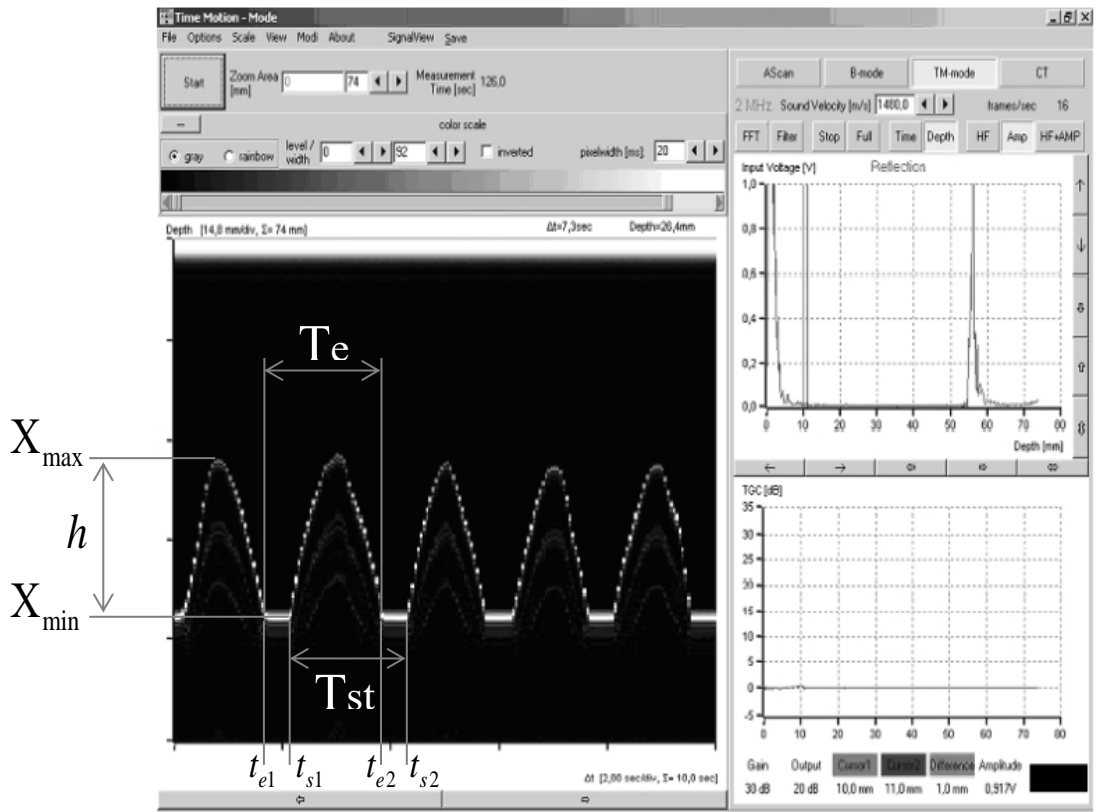 Time Motion - Mode
File Options Scale View Modi About SignalView Save
Start
Zoom Area [mm] 0 74
Measurement Time [sec] 126,0
color scale
gray rainbow level / width 0 92 inverted pixelwidth [ms]: 20
Depth [14,8 mm/div, Σ= 74 mm] Δt=7,3sec Depth=26,4mm
Te
X max
h
X min
Tst
t e1 t s1 t e2 t s2
Δt [2,00 sec/div, Σ= 10,0 sec]
AScan B-mode TM-mode CT
2 MHz Sound Velocity [m/s] 1480,0 frames/sec 16
FFT Filter Stop Full Time Depth HF Amp HF+AMP
Input Voltage [V] Reflection
1,0
0,8
0,6
0,4
0,2
0,0
0 10 20 30 40 50 60 70 80
Depth [mm]
TGC [dB]
35
30
25
20
15
10
5
0
-5
0 10 20 30 40 50 60 70 80
Gain Output Cursor1 Cursor2 Difference Amplitude
30 dB 20 dB 10,0 mm 11,0 mm 1,0 mm 0,917V